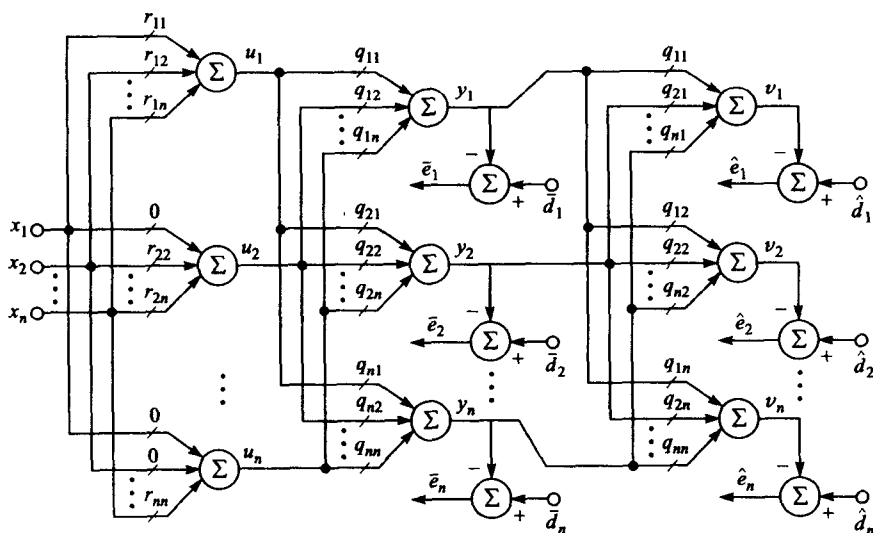 r₁₁
r₁₂
r₁ₙ
Σ
u₁
q₁₁
q₁₂
q₁ₙ
Σ
y₁
q₁₁
q₂₁
qₙ₁
Σ
v₁
ē₁
−
Σ
+
d̄₁
ê₁
−
Σ
+
d̂₁
x₁
x₂
xₙ
0
r₂₂
r₂ₙ
Σ
u₂
q₂₁
q₂₂
q₂ₙ
Σ
y₂
q₁₂
q₂₂
qₙ₂
Σ
v₂
ē₂
−
Σ
+
d̄₂
ê₂
−
Σ
+
d̂₂
0
0
rₙₙ
Σ
uₙ
qₙ₁
qₙ₂
qₙₙ
Σ
yₙ
q₁ₙ
q₂ₙ
qₙₙ
Σ
vₙ
ēₙ
−
Σ
+
d̄ₙ
êₙ
−
Σ
+
d̂ₙ